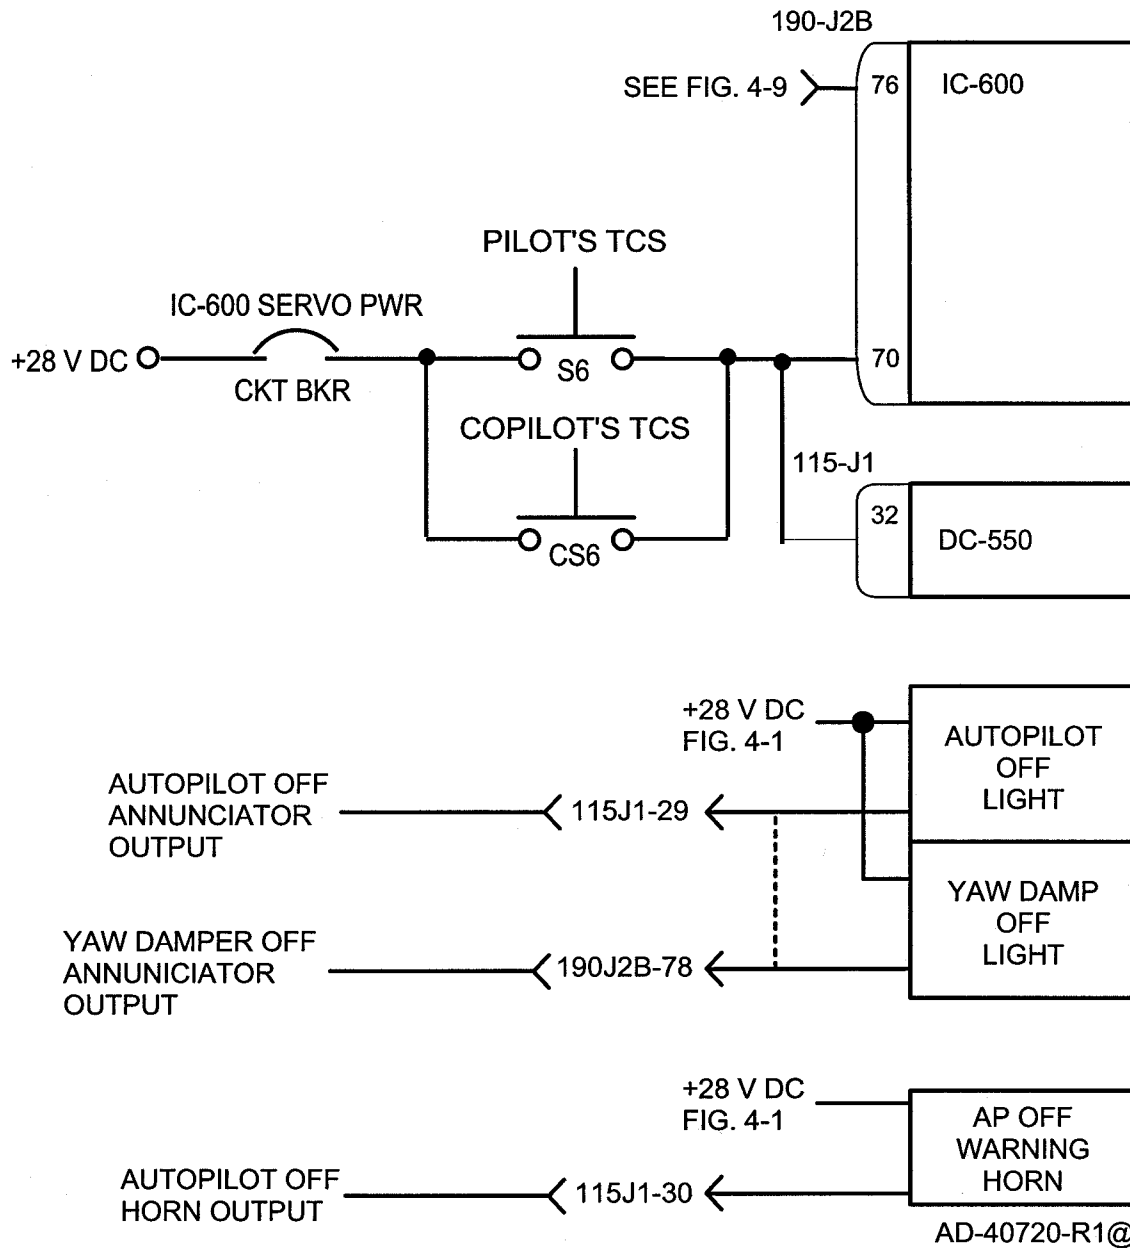 190-J2B
SEE FIG. 4-9
76
IC-600
PILOT'S TCS
IC-600 SERVO PWR
+28 V DC
S6
70
CKT BKR
COPILOT'S TCS
115-J1
32
CS6
DC-550
+28 V DC
FIG. 4-1
AUTOPILOT
OFF
LIGHT
AUTOPILOT OFF
ANNUNCIATOR
OUTPUT
115J1-29
YAW DAMP
OFF
LIGHT
YAW DAMPER OFF
ANNUNICIATOR
OUTPUT
190J2B-78
+28 V DC
FIG. 4-1
AP OFF
WARNING
HORN
AUTOPILOT OFF
HORN OUTPUT
115J1-30
AD-40720-R1@